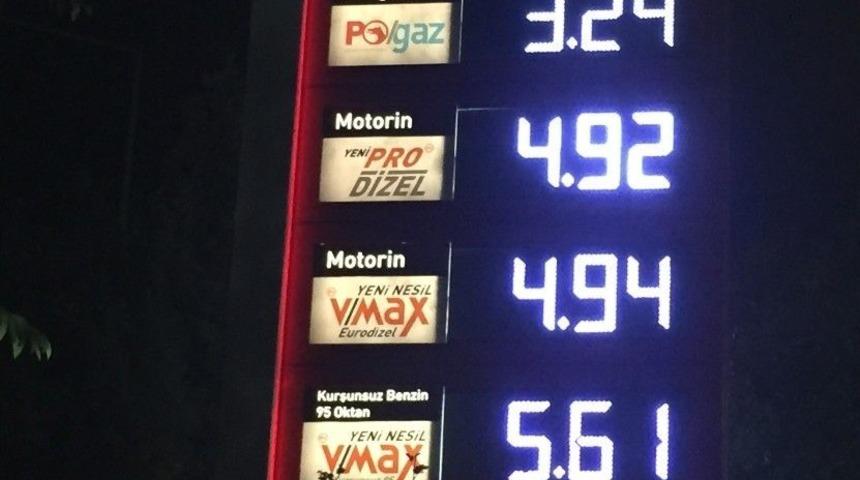 PO/gaz
3.24
Motorin
YENİ PRO
DİZEL
4.92
Motorin
YENİ NESİL
V/Max
Eurodizel
4.94
Kurşunsuz Benzin
95 Oktan
YENİ NESİL
V/Max
5.61